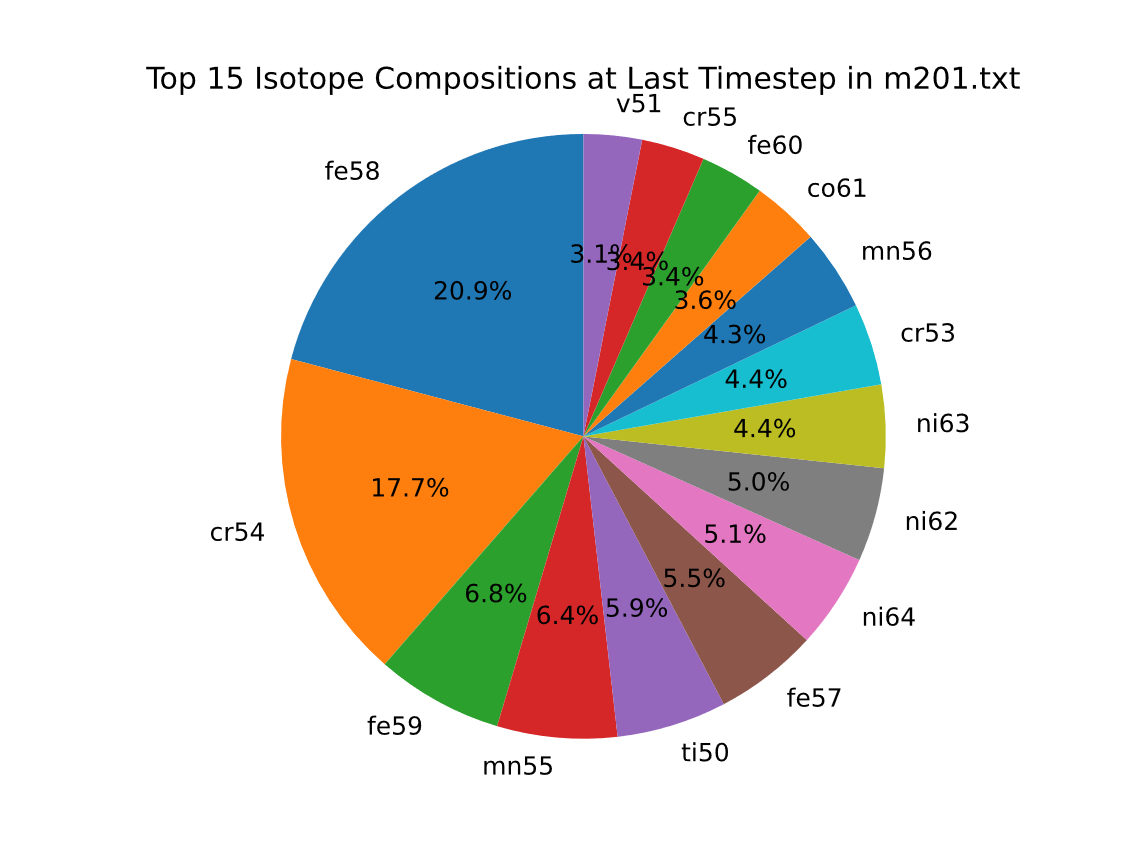 Top 15 Isotope Compositions at Last Timestep in m201.txt
v51
cr55
fe60
co61
mn56
cr53
ni63
ni62
ni64
fe57
ti50
mn55
fe59
cr54
fe58
3.1%
3.4%
3.4%
3.6%
4.3%
4.4%
4.4%
5.0%
5.1%
5.5%
5.9%
6.4%
6.8%
17.7%
20.9%